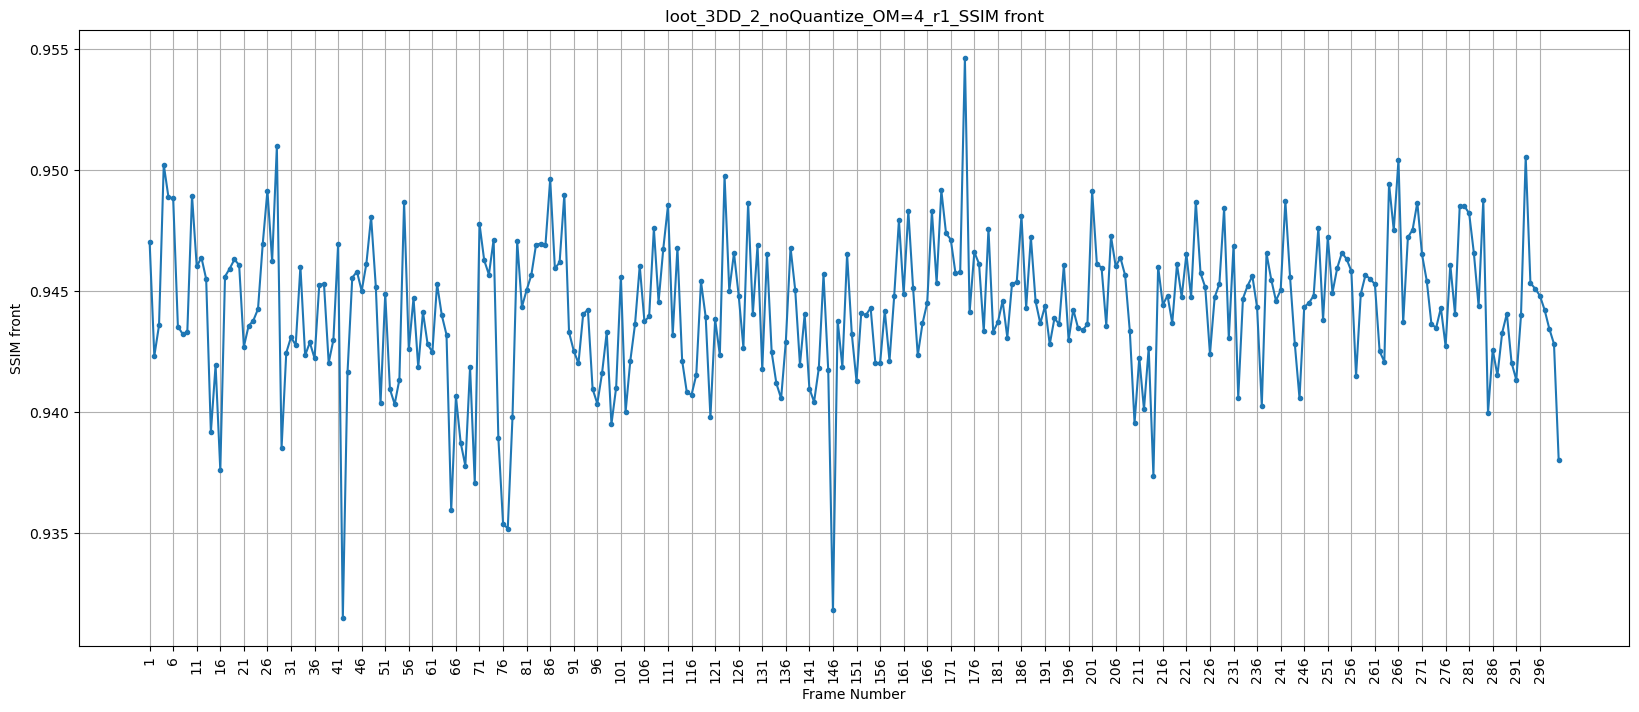 loot_3DD_2_noQuantize_OM=4_r1_SSIM front
0.955
0.950
0.945
0.940
0.935
SSIM front
1 6 11 16 21 26 31 36 41 46 51 56 61 66 71 76 81 86 91 96 101 106 111 116 121 126 131 136 141 146 151 156 161 166 171 176 181 186 191 196 201 206 211 216 221 226 231 236 241 246 251 256 261 266 271 276 281 286 291 296
Frame Number